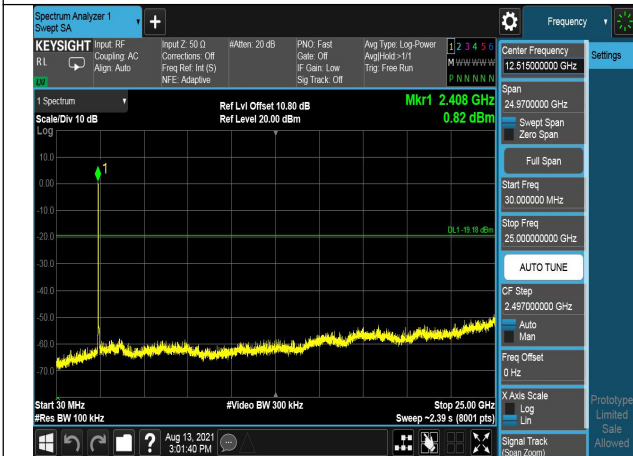 Spectrum Analyzer 1
Swept SA
+
Frequency
KEYSIGHT
RL
LXI
Input: RF
Coupling: AC
Align: Auto
Input Z: 50 Ω
Corrections: Off
Freq Ref: Int (S)
NFE: Adaptive
#Atten: 20 dB
PNO: Fast
Gate: Off
IF Gain: Low
Sig Track: Off
Avg Type: Log-Power
Avg|Hold:>1/1
Trig: Free Run
1 2 3 4 5 6
M W W W W W
P N N N N N
1 Spectrum
Scale/Div 10 dB
Log
Ref Lvl Offset 10.80 dB
Ref Level 20.00 dBm
Mkr1 2.408 GHz
0.82 dBm
1
10.0
0.00
-10.0
-20.0
-30.0
-40.0
-50.0
-60.0
-70.0
DL1 -19.18 dBm
Start 30 MHz
#Res BW 100 kHz
#Video BW 300 kHz
Stop 25.00 GHz
Sweep ~2.39 s (8001 pts)
Center Frequency
12.515000000 GHz
Span
24.9700000 GHz
Swept Span
Zero Span
Full Span
Start Freq
30.000000 MHz
Stop Freq
25.000000000 GHz
AUTO TUNE
CF Step
2.497000000 GHz
Auto
Man
Freq Offset
0 Hz
X Axis Scale
Log
Lin
Signal Track
(Span Zoom)
Settings
Prototype
Limited
Sale
Allowed
?
Aug 13, 2021
3:01:40 PM